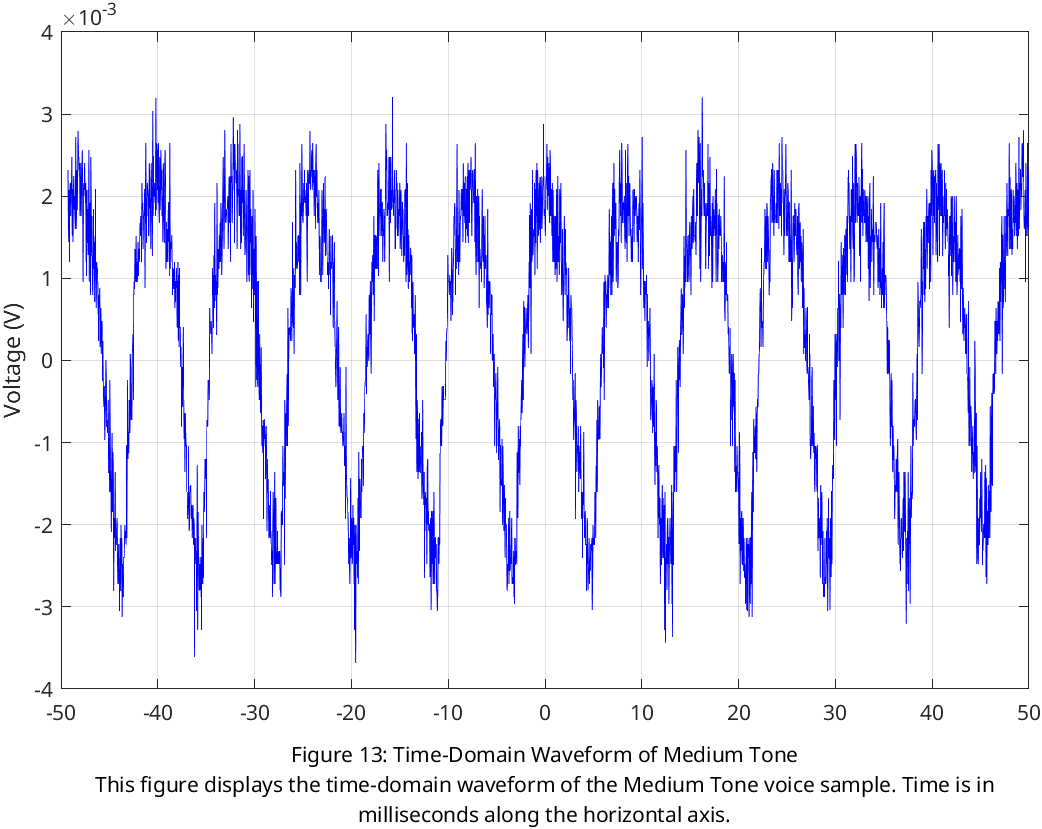 ×10-3
4
3
2
1
0
-1
-2
-3
-4
Voltage (V)
-50 -40 -30 -20 -10 0 10 20 30 40 50
Figure 13: Time-Domain Waveform of Medium Tone
This figure displays the time-domain waveform of the Medium Tone voice sample. Time is in
milliseconds along the horizontal axis.